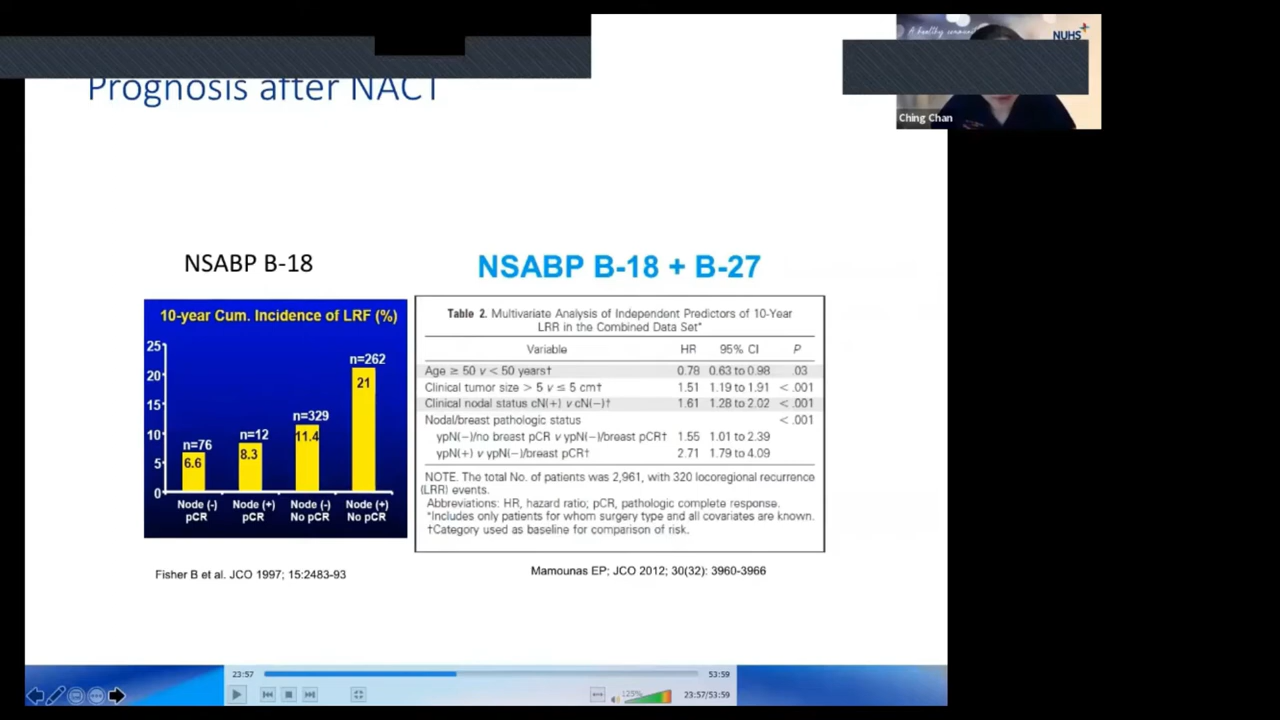 A healthy
NUHS
Prognosis after NACT
Ching Chan
NSABP B-18
10-year Cum. Incidence of LRF (%)
25
20
15
10
5
0
n=76
6.6
n=12
8.3
n=329
11.4
n=262
21
Node (-)
pCR
Node (+)
pCR
Node (-)
No pCR
Node (+)
No pCR
Fisher B et al. JCO 1997; 15:2483-93
NSABP B-18 + B-27
Table 2. Multivariate Analysis of Independent Predictors of 10-Year
LRR in the Combined Data Set*
Variable HR 95% CI P
Age ≥ 50 v < 50 years† 0.78 0.63 to 0.98 .03
Clinical tumor size > 5 v ≤ 5 cm† 1.51 1.19 to 1.91 < .001
Clinical nodal status cN(+) v cN(−)† 1.61 1.28 to 2.02 < .001
Nodal/breast pathologic status < .001
ypN(−)/no breast pCR v ypN(−)/breast pCR† 1.55 1.01 to 2.39
ypN(+) v ypN(−)/breast pCR† 2.71 1.79 to 4.09
NOTE. The total No. of patients was 2,961, with 320 locoregional recurrence
(LRR) events.
Abbreviations: HR, hazard ratio; pCR, pathologic complete response.
*Includes only patients for whom surgery type and all covariates are known.
†Category used as baseline for comparison of risk.
Mamounas EP; JCO 2012; 30(32): 3960-3966
23:57
53:59
125%
23:57/53:59